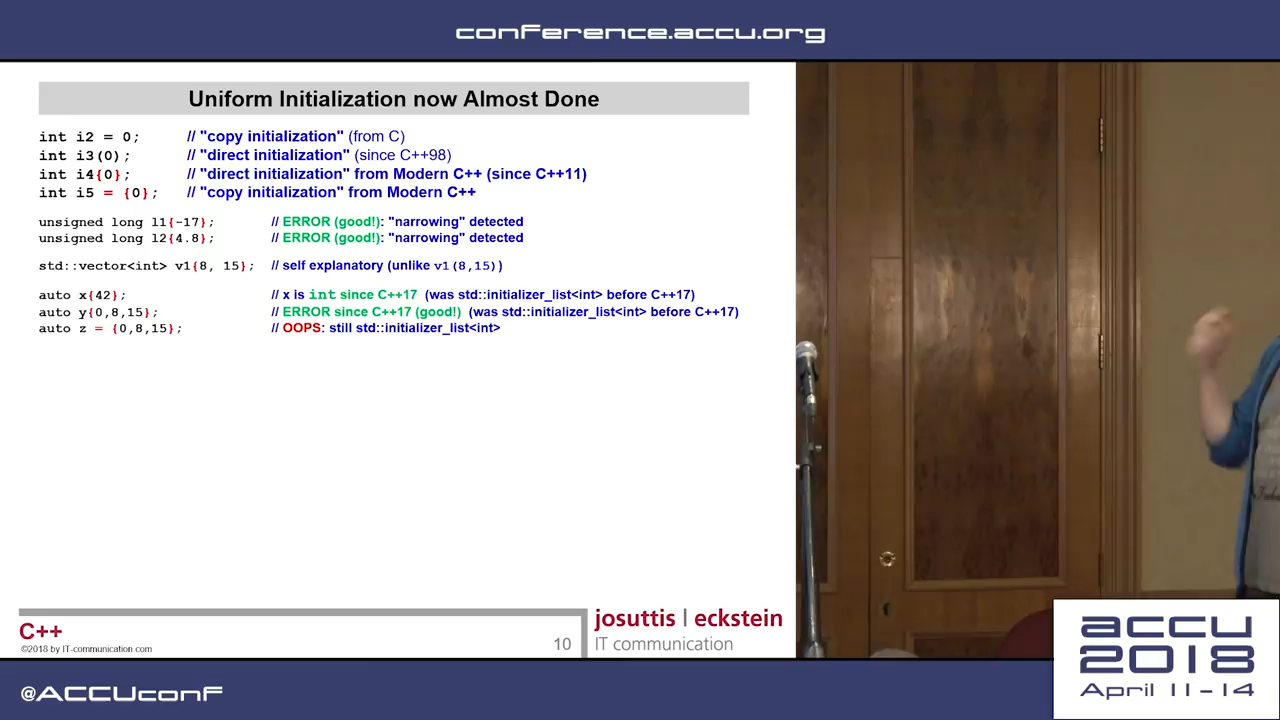 conference.accu.org
Uniform Initialization now Almost Done
int i2 = 0; // "copy initialization" (from C)
int i3(0); // "direct initialization" (since C++98)
int i4{0}; // "direct initialization" from Modern C++ (since C++11)
int i5 = {0}; // "copy initialization" from Modern C++
unsigned long l1{-17}; // ERROR (good!): "narrowing" detected
unsigned long l2{4.8}; // ERROR (good!): "narrowing" detected
std::vector<int> v1{8, 15}; // self explanatory (unlike v1(8,15))
auto x{42}; // x is int since C++17 (was std::initializer_list<int> before C++17)
auto y{0,8,15}; // ERROR since C++17 (good!) (was std::initializer_list<int> before C++17)
auto z = {0,8,15}; // OOPS: still std::initializer_list<int>
C++
©2018 by IT-communication.com
10
josuttis | eckstein
IT communication
accu
2018
April 11-14
@ACCUconf